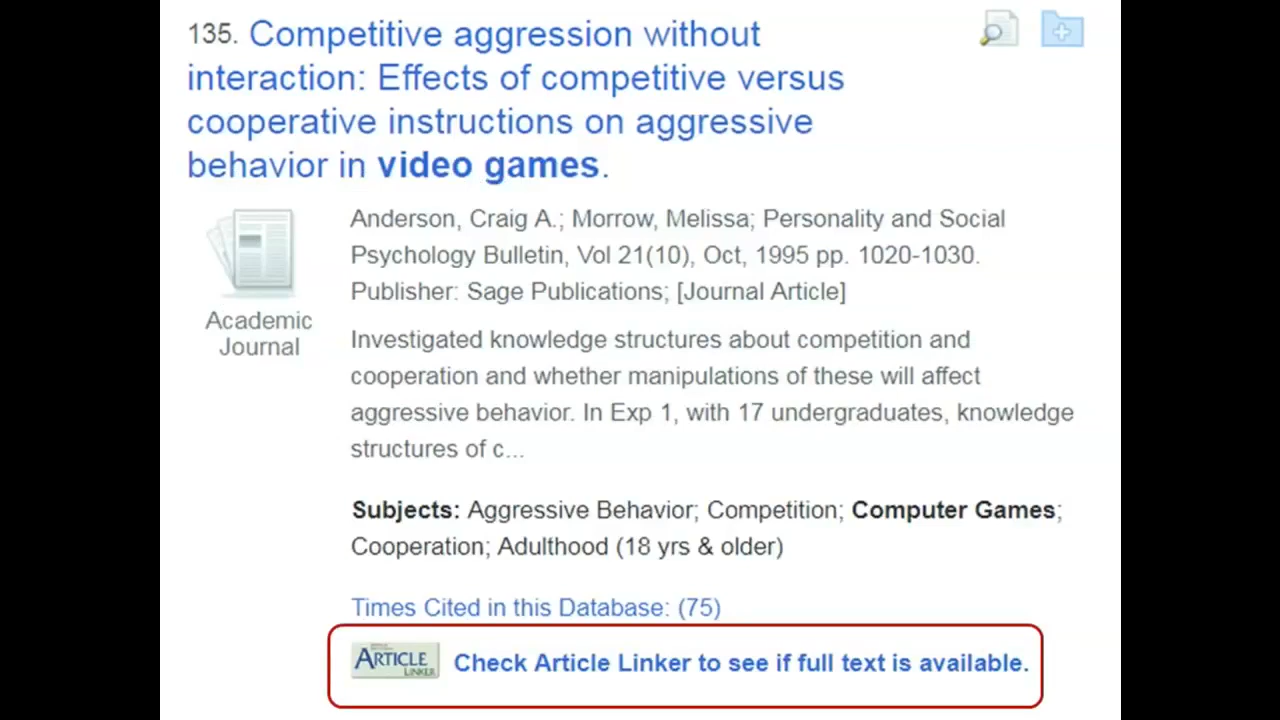 135. Competitive aggression without
interaction: Effects of competitive versus
cooperative instructions on aggressive
behavior in video games.
Anderson, Craig A.; Morrow, Melissa; Personality and Social
Psychology Bulletin, Vol 21(10), Oct, 1995 pp. 1020-1030.
Publisher: Sage Publications; [Journal Article]
Academic
Journal
Investigated knowledge structures about competition and
cooperation and whether manipulations of these will affect
aggressive behavior. In Exp 1, with 17 undergraduates, knowledge
structures of c...
Subjects: Aggressive Behavior; Competition; Computer Games;
Cooperation; Adulthood (18 yrs & older)
Times Cited in this Database: (75)
ARTICLE
LINKER
Check Article Linker to see if full text is available.